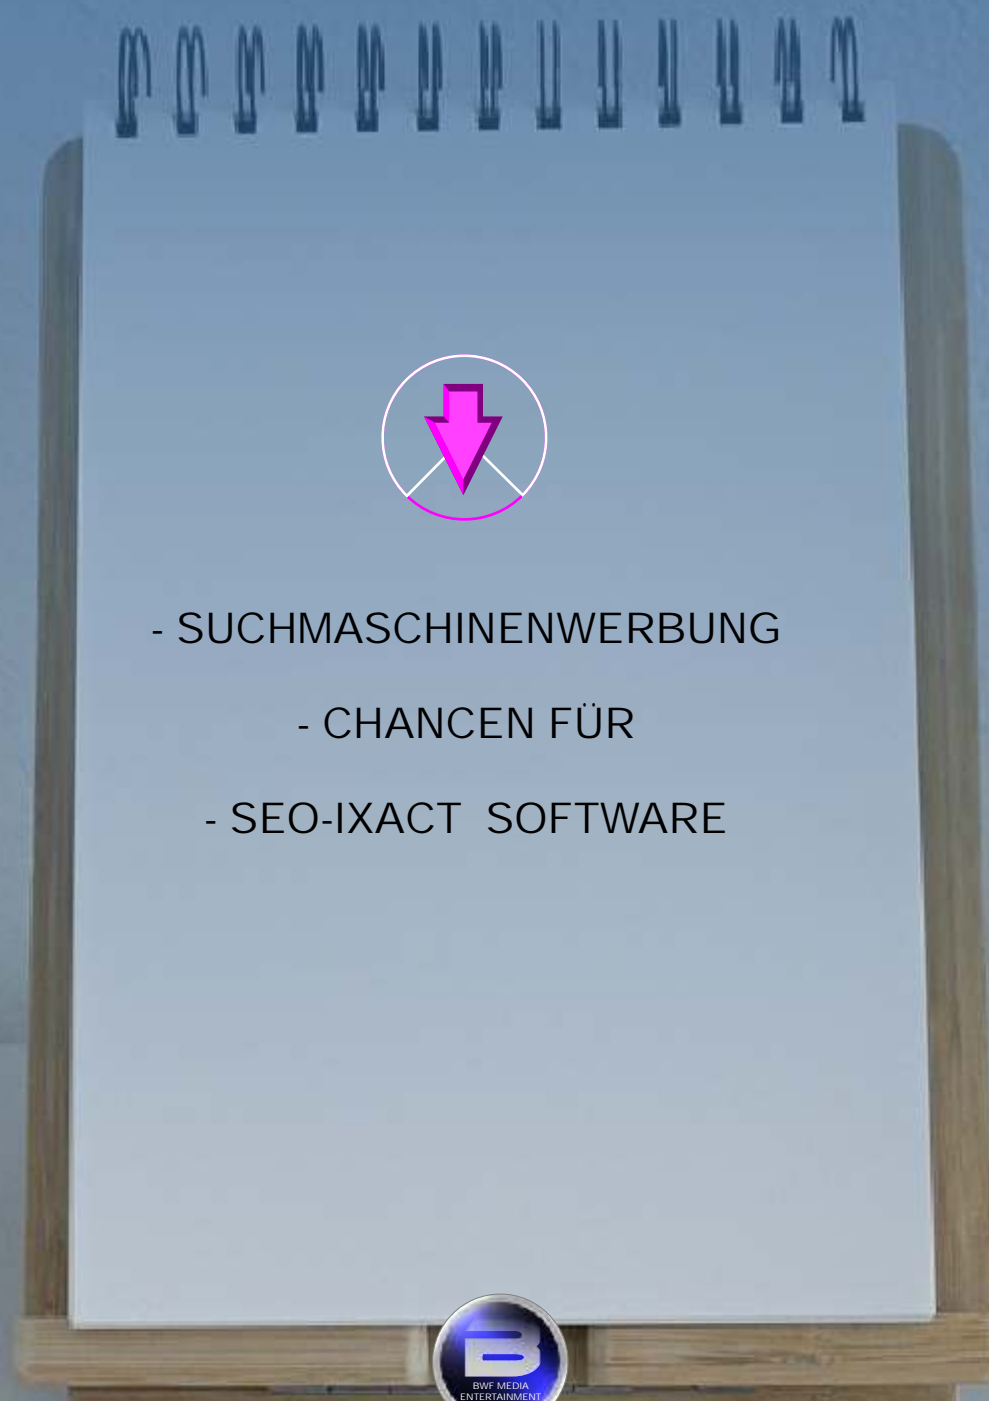 - SUCHMASCHINENWERBUNG
- CHANCEN FÜR
- SEO-IXACT SOFTWARE
B
BWF MEDIA
ENTERTAINMENT